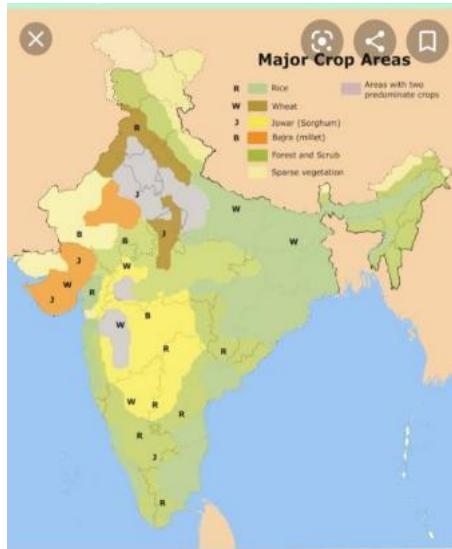 Major Crop Areas
R Rice
W Wheat
J Jowar (Sorghum)
B Bajra (millet)
Forest and Scrub
Sparse vegetation
Areas with two
predominate crops
R
J
W
W
B
J
B
J
W
W
J
R
B
W
R
R
W
R
R
R
J
R